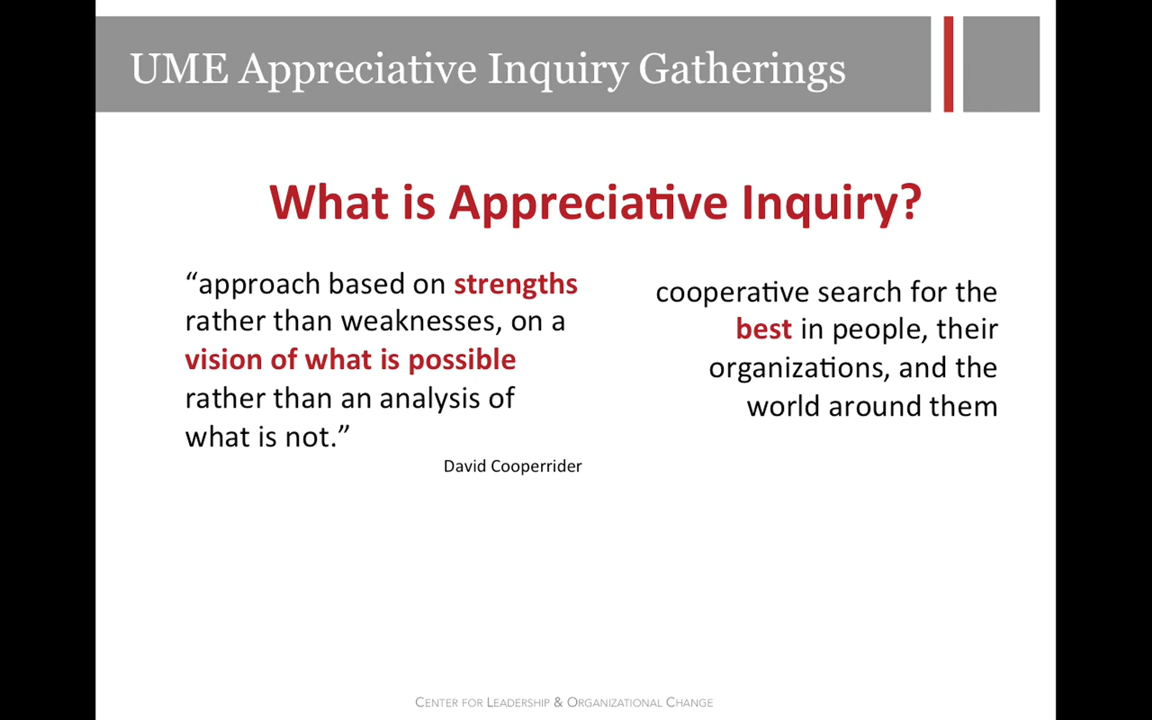 UME Appreciative Inquiry Gatherings
What is Appreciative Inquiry?
“approach based on strengths
rather than weaknesses, on a
vision of what is possible
rather than an analysis of
what is not.”
David Cooperrider
cooperative search for the
best in people, their
organizations, and the
world around them
CENTER FOR LEADERSHIP & ORGANIZATIONAL CHANGE